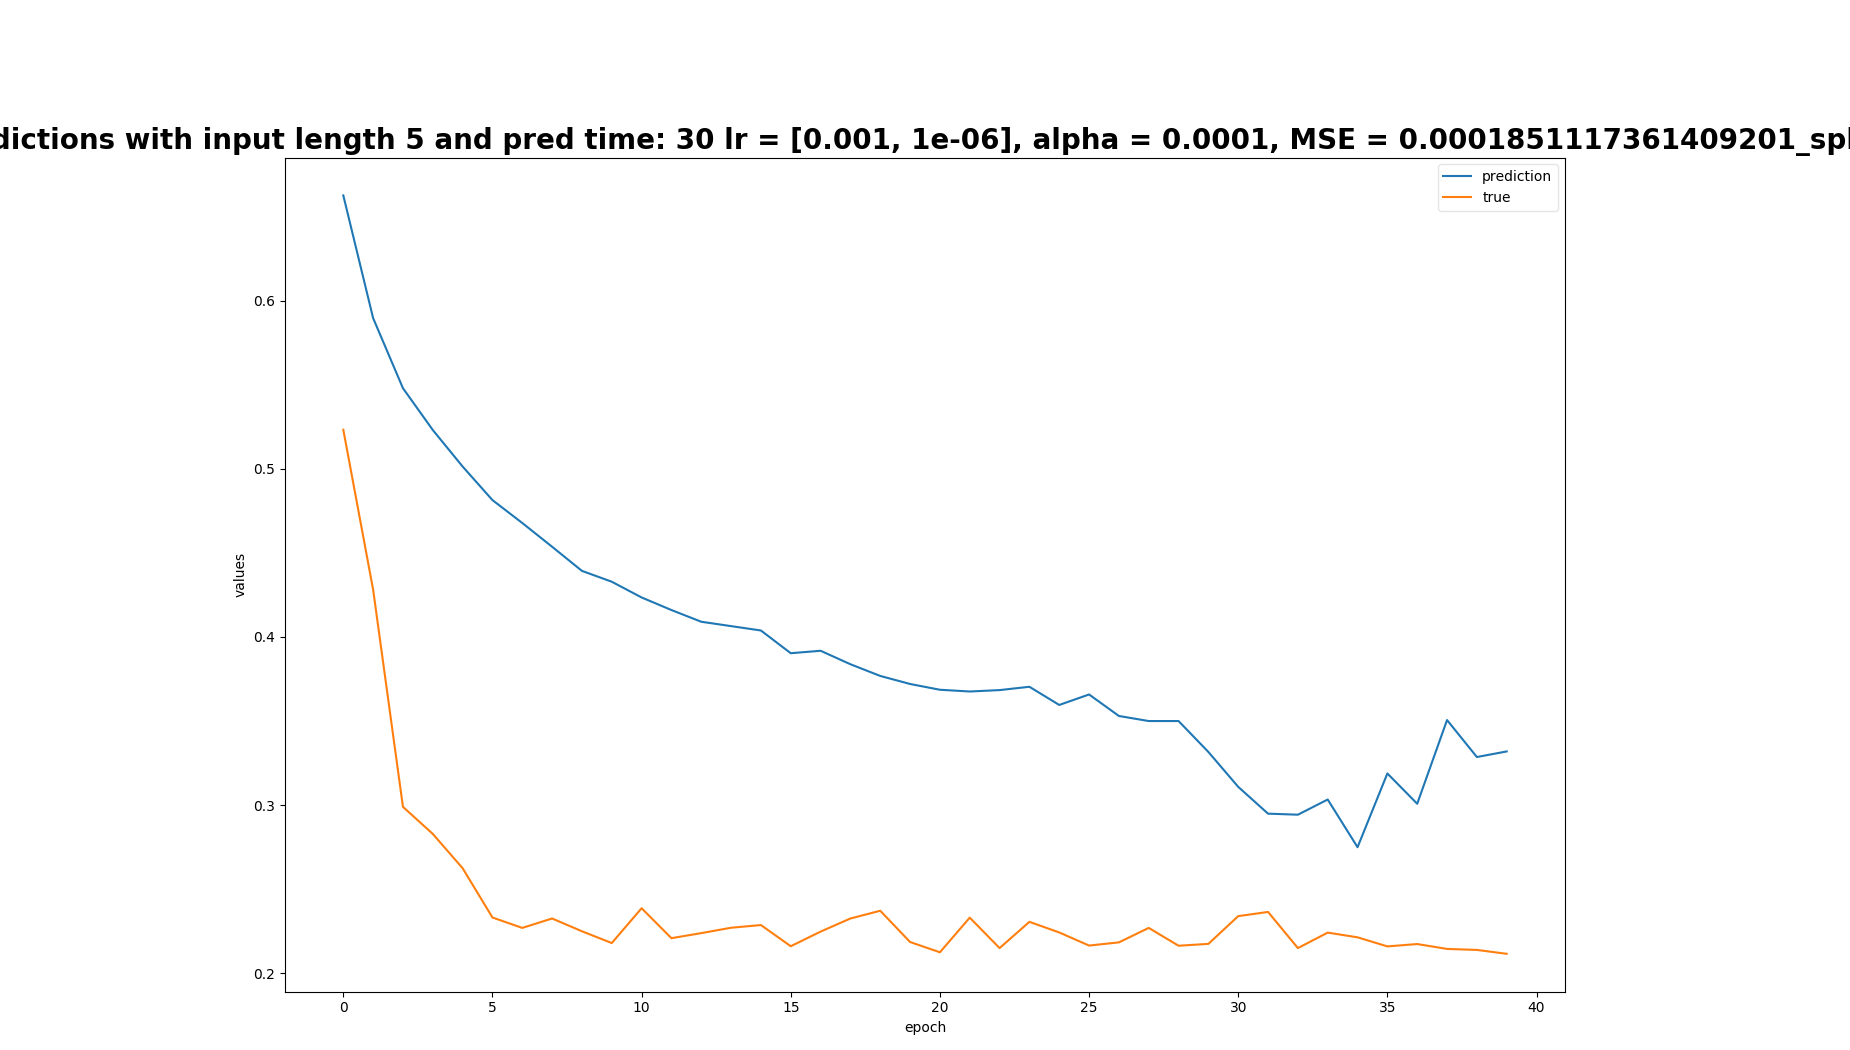 dictions with input length 5 and pred time: 30 lr = [0.001, 1e-06], alpha = 0.0001, MSE = 0.0001851117361409201_spl
prediction
true
values
0.6
0.5
0.4
0.3
0.2
0 5 10 15 20 25 30 35 40
epoch